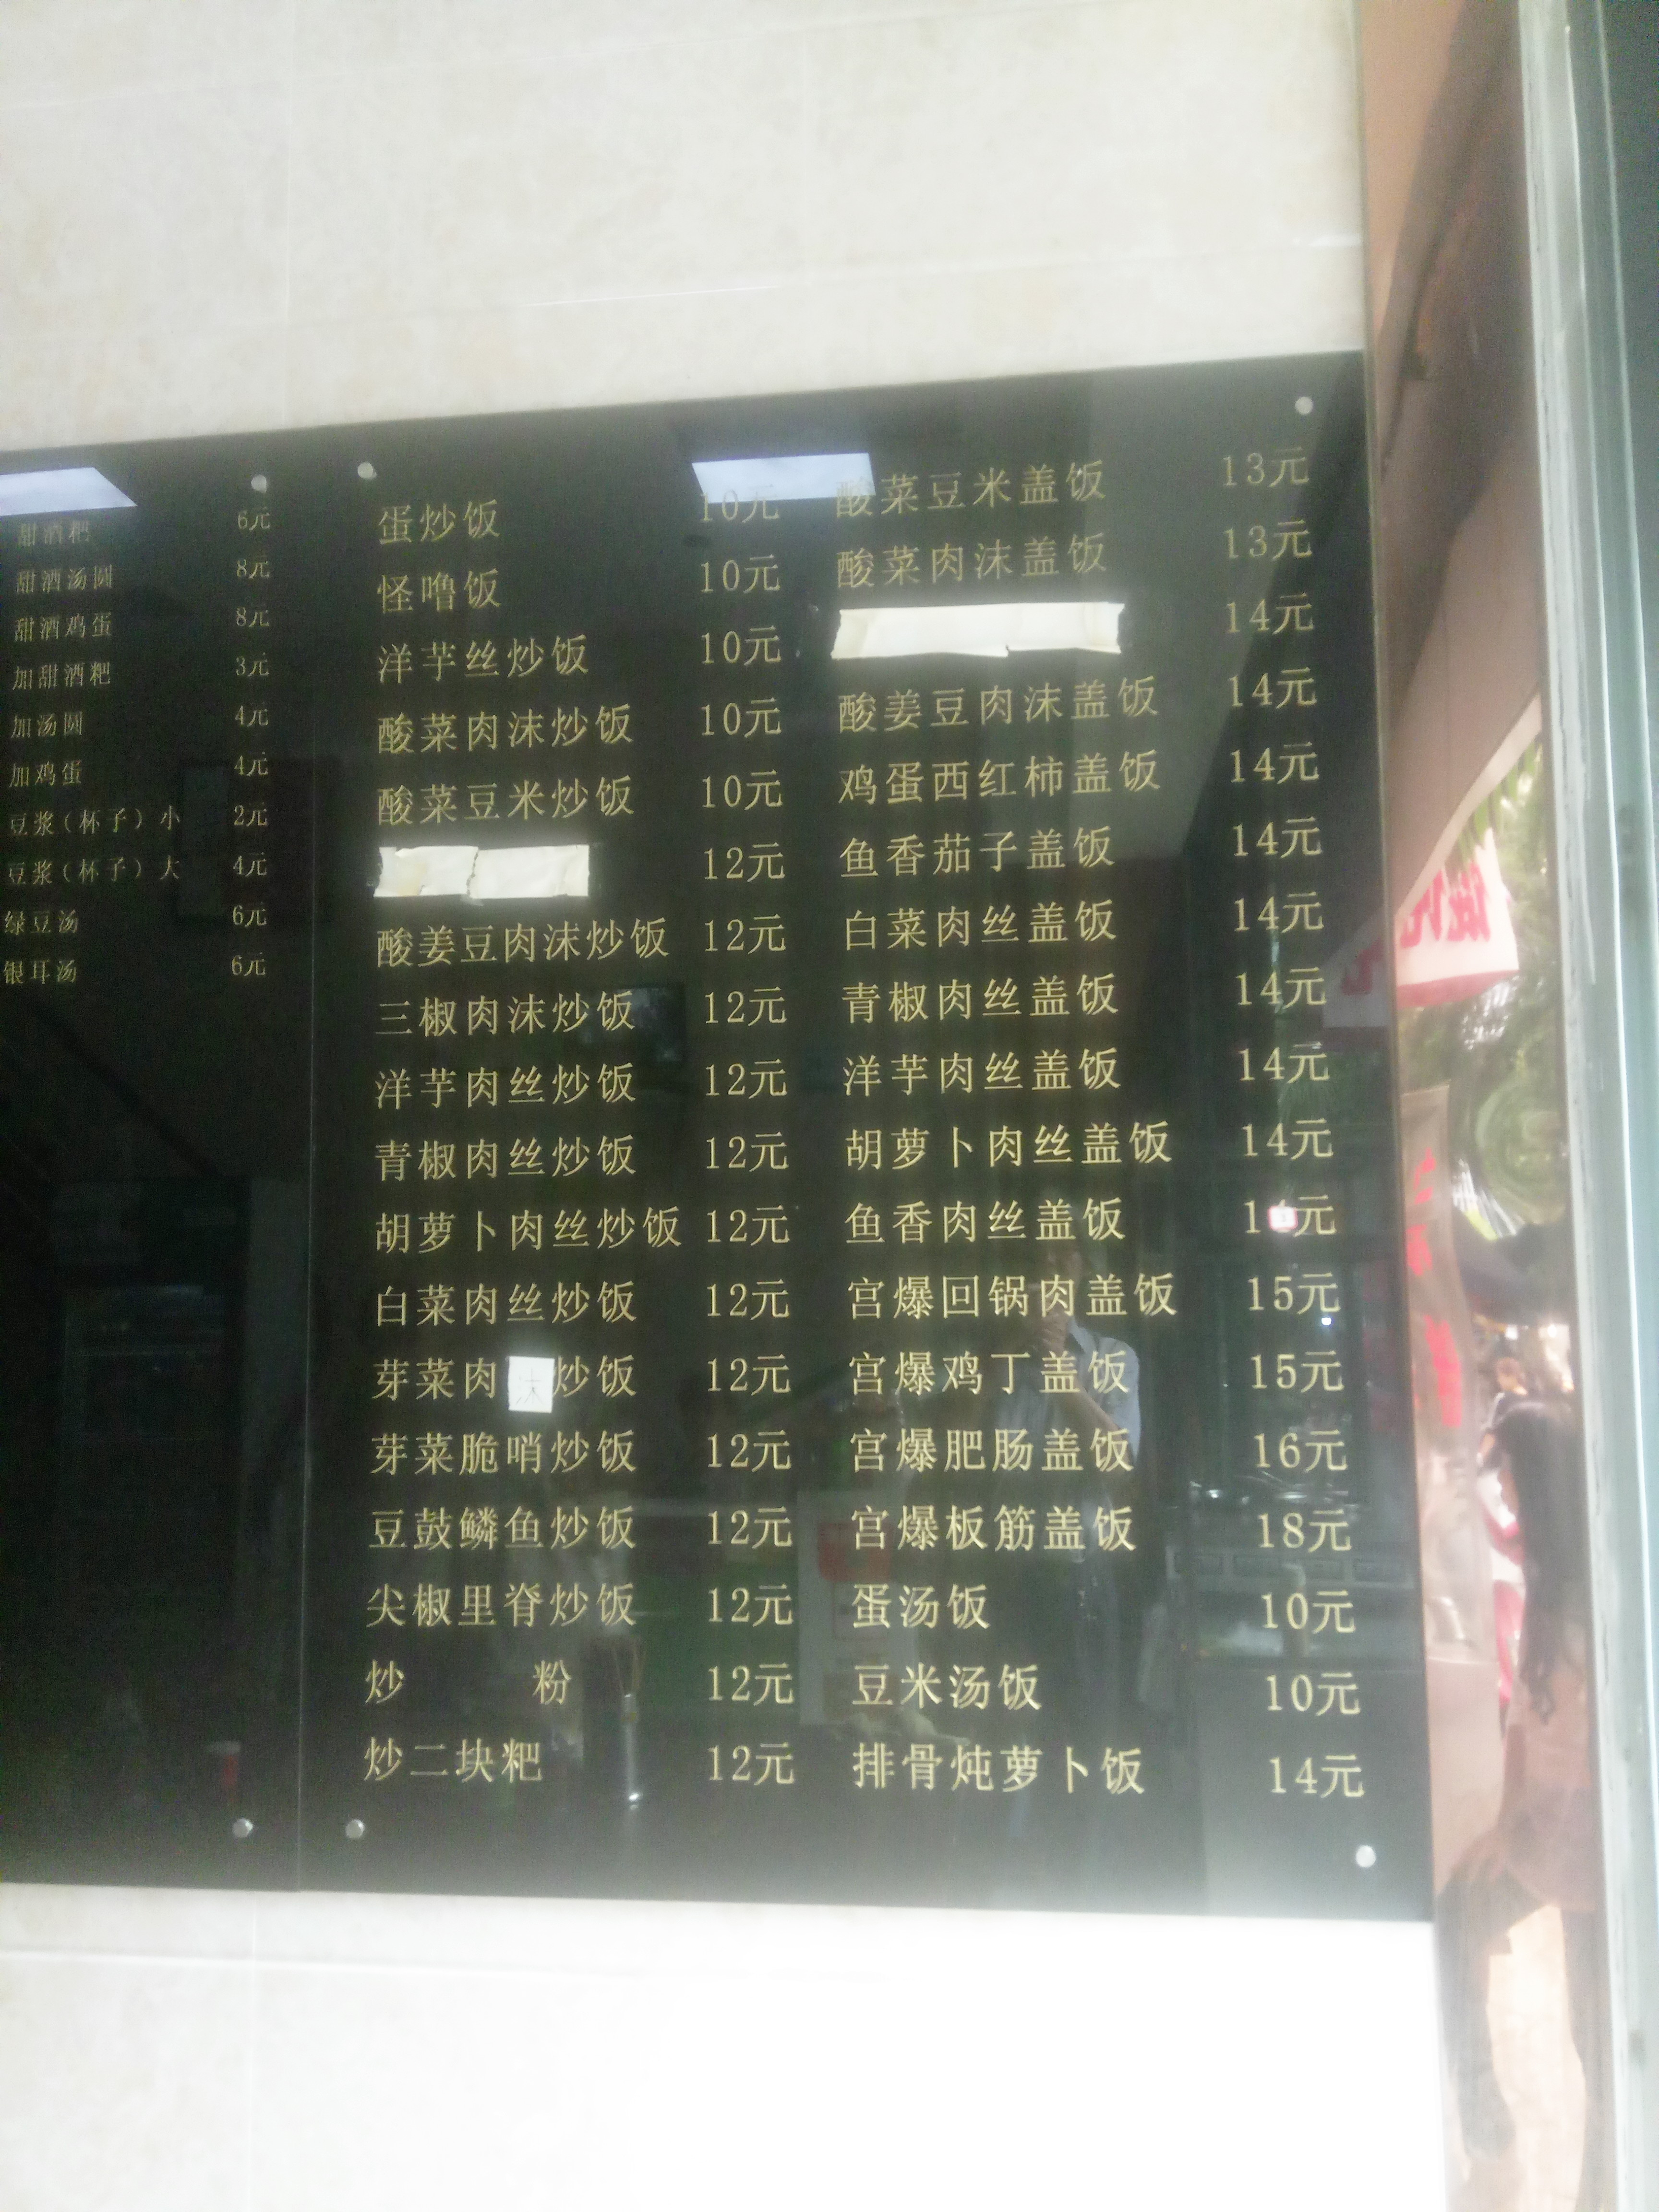 甜酒粑 6元
甜酒汤圆 8元
甜酒鸡蛋 8元
加甜酒粑 3元
加汤圆 4元
加鸡蛋 4元
豆浆（杯子）小 2元
豆浆（杯子）大 4元
绿豆汤 6元
银耳汤 6元
蛋炒饭 10元
怪噜饭 10元
洋芋丝炒饭 10元
酸菜肉沫炒饭 10元
酸菜豆米炒饭 10元
12元
酸姜豆肉沫炒饭 12元
三椒肉沫炒饭 12元
洋芋肉丝炒饭 12元
青椒肉丝炒饭 12元
胡萝卜肉丝炒饭 12元
白菜肉丝炒饭 12元
芽菜肉沫炒饭 12元
芽菜脆哨炒饭 12元
豆鼓鳞鱼炒饭 12元
尖椒里脊炒饭 12元
炒 粉 12元
炒二块粑 12元
酸菜豆米盖饭 13元
酸菜肉沫盖饭 13元
14元
酸姜豆肉沫盖饭 14元
鸡蛋西红柿盖饭 14元
鱼香茄子盖饭 14元
白菜肉丝盖饭 14元
青椒肉丝盖饭 14元
洋芋肉丝盖饭 14元
胡萝卜肉丝盖饭 14元
鱼香肉丝盖饭 元
宫爆回锅肉盖饭 15元
宫爆鸡丁盖饭 15元
宫爆肥肠盖饭 16元
宫爆板筋盖饭 18元
蛋汤饭 10元
豆米汤饭 10元
排骨炖萝卜饭 14元